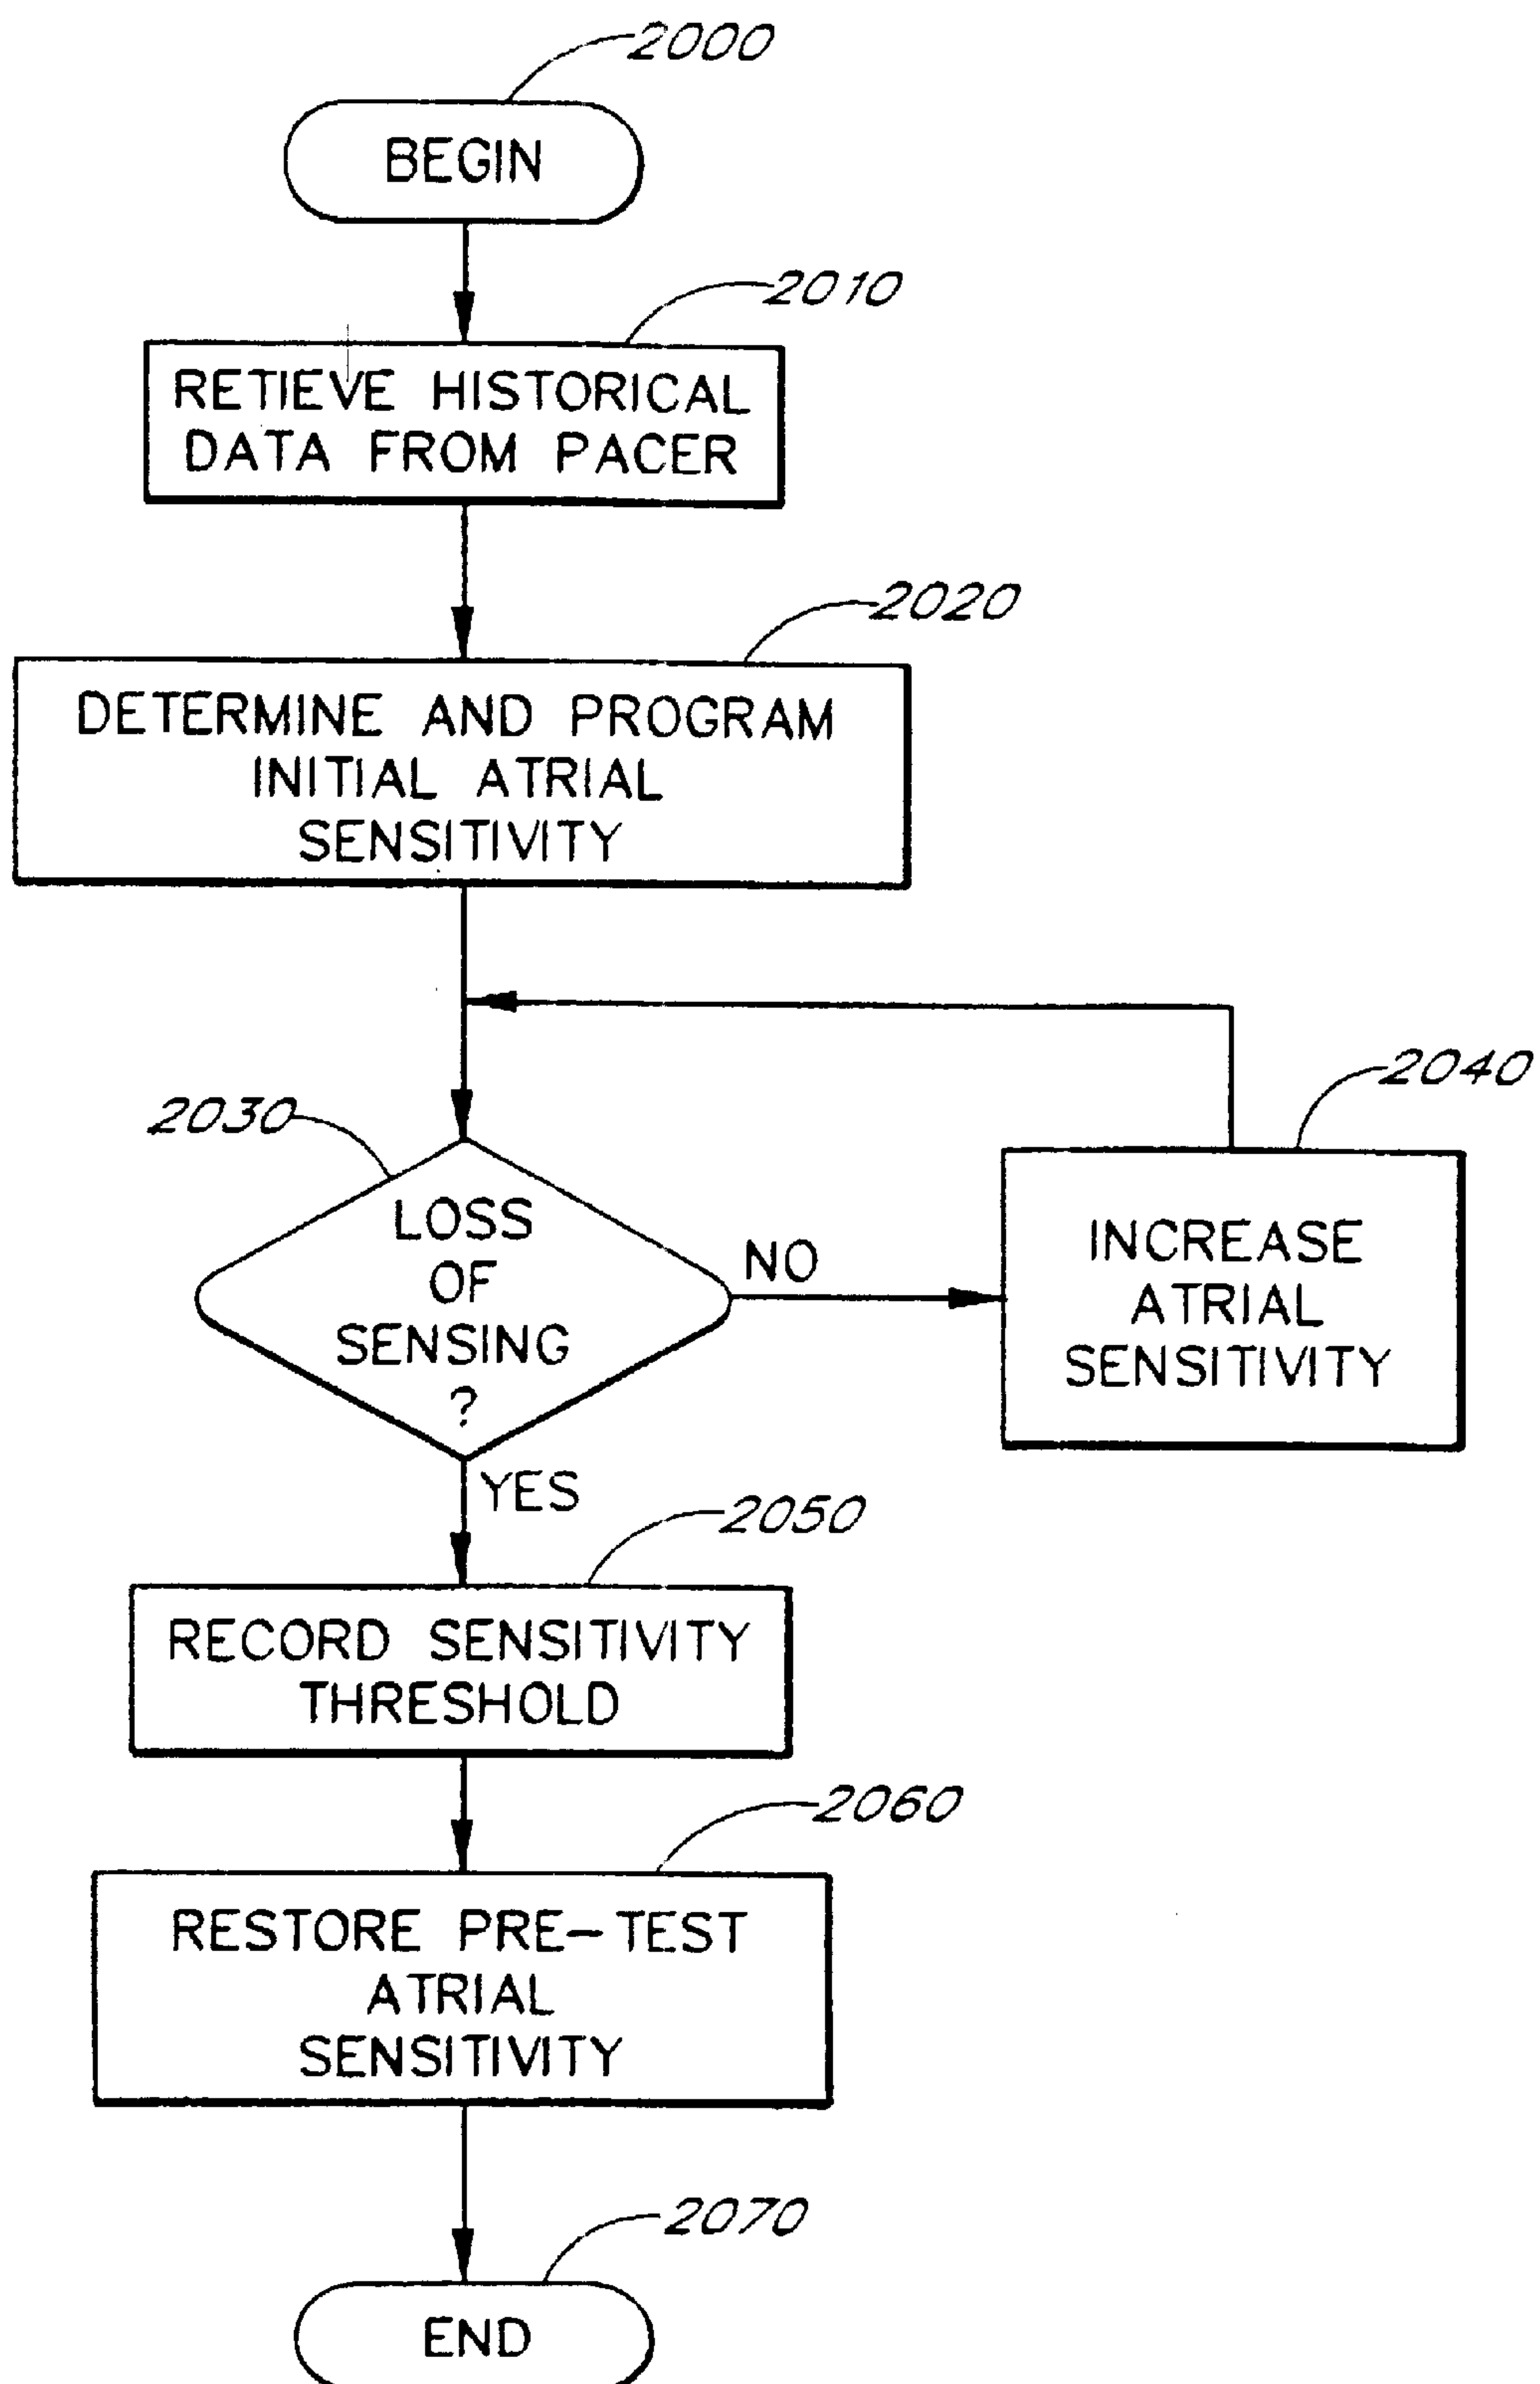 2000
BEGIN
2010
RETIEVE HISTORICAL
DATA FROM PACER
2020
DETERMINE AND PROGRAM
INITIAL ATRIAL
SENSITIVITY
2030
LOSS
OF
SENSING
?
NO
2040
INCREASE
ATRIAL
SENSITIVITY
YES
2050
RECORD SENSITIVITY
THRESHOLD
2060
RESTORE PRE-TEST
ATRIAL
SENSITIVITY
2070
END